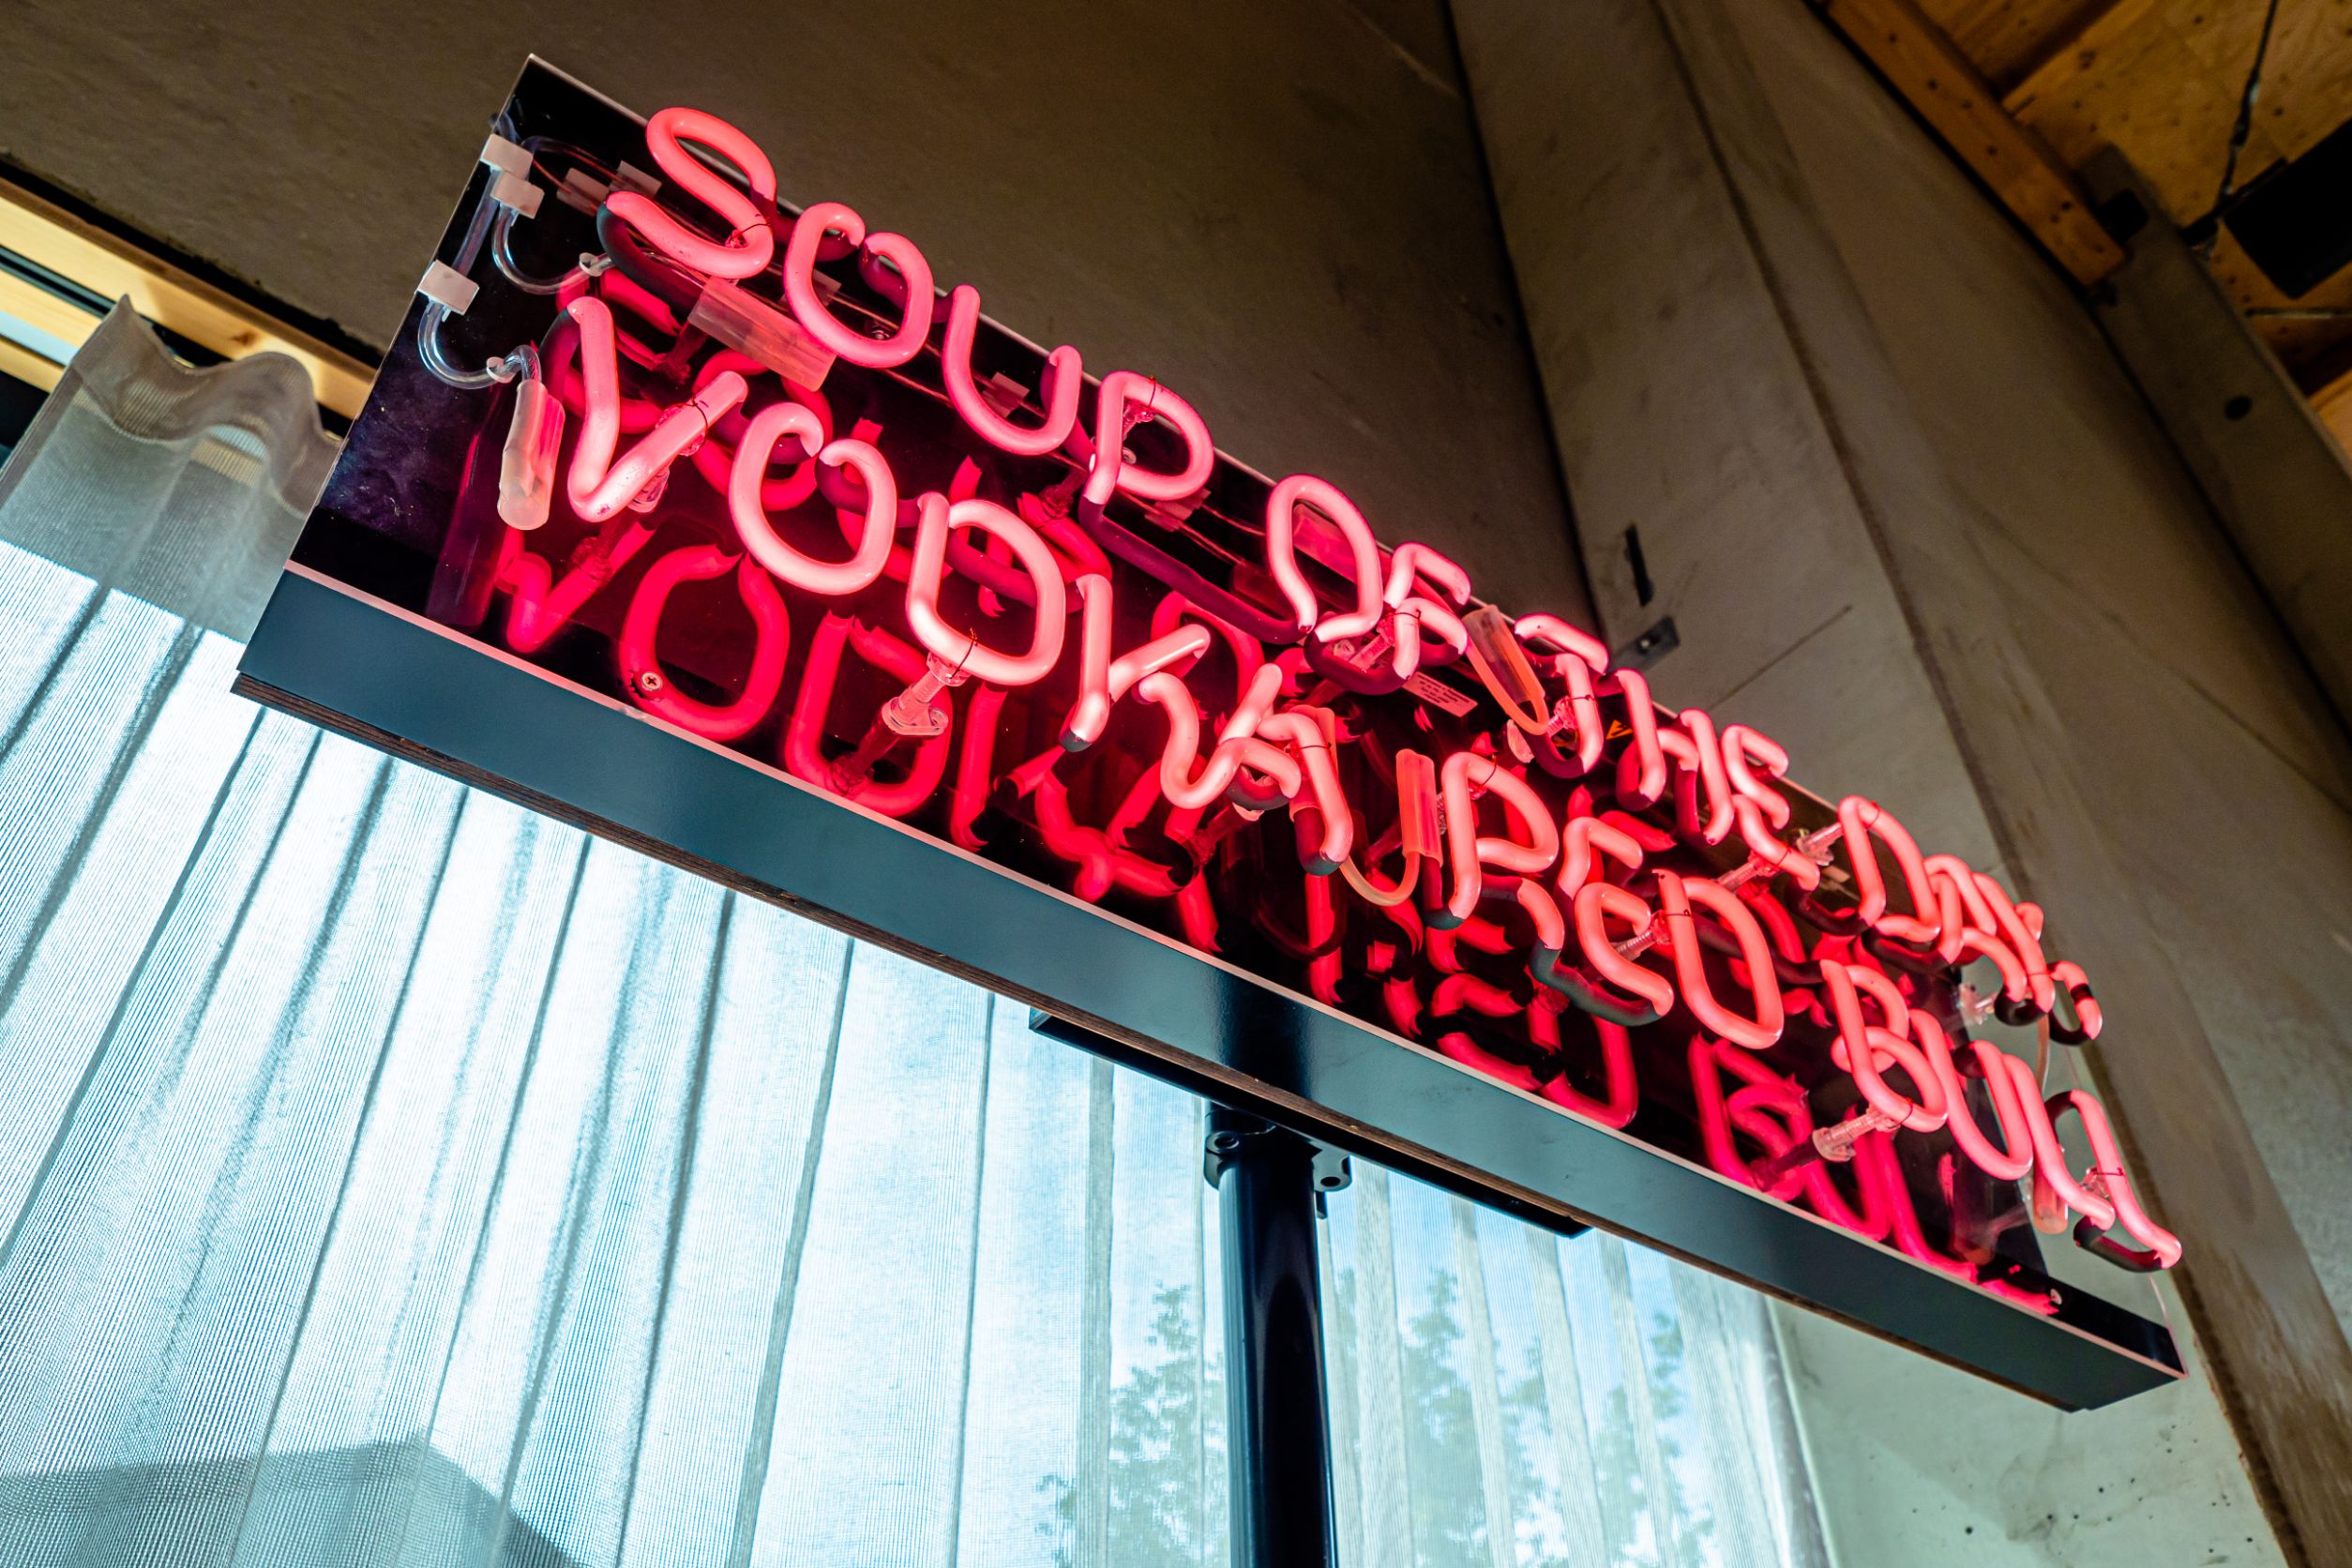 SOUP OF THE DAY:
VODKA RED BULL